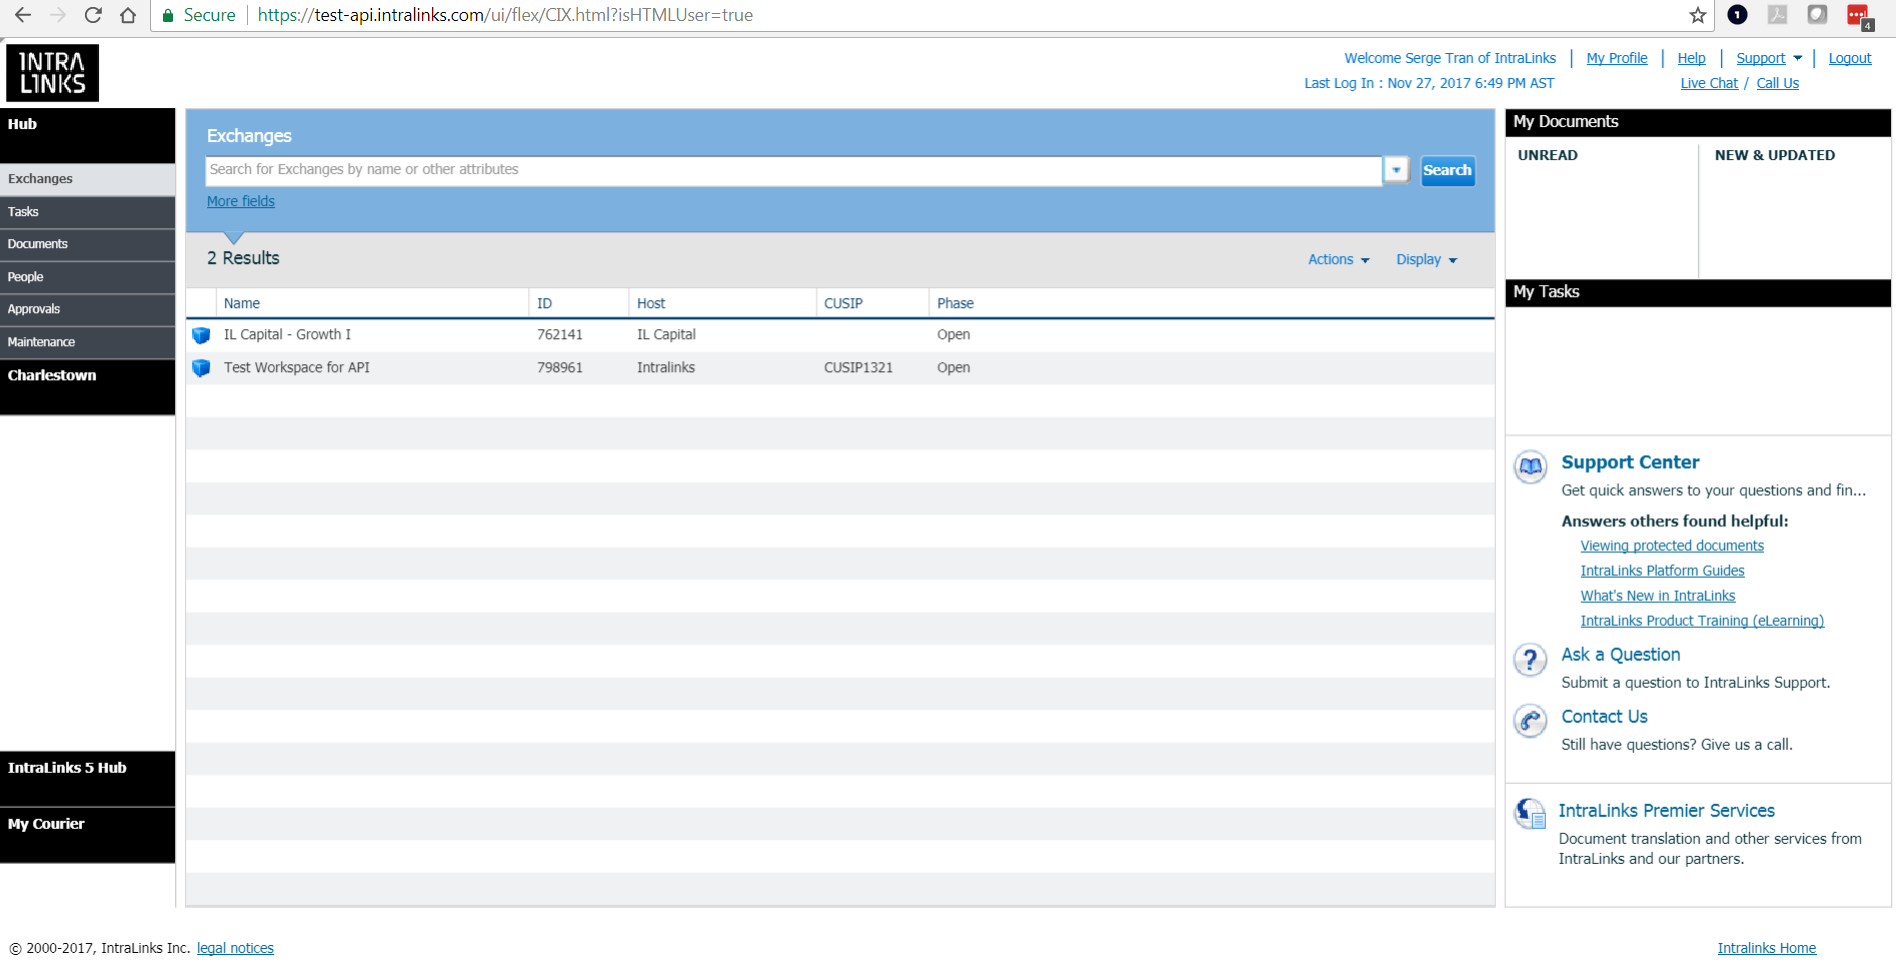 Secure | https://test-api.intralinks.com/ui/flex/CIX.html?isHTMLUser=true
1
4
INTRA
LINKS
Welcome Serge Tran of IntraLinks | My Profile | Help | Support | Logout
Last Log In : Nov 27, 2017 6:49 PM AST
Live Chat / Call Us
Hub
Exchanges
Tasks
Documents
People
Approvals
Maintenance
Charlestown
IntraLinks 5 Hub
My Courier
Exchanges
Search for Exchanges by name or other attributes
Search
More fields
2 Results
Actions
Display
Name ID Host CUSIP Phase
IL Capital - Growth I 762141 IL Capital Open
Test Workspace for API 798961 Intralinks CUSIP1321 Open
My Documents
UNREAD
NEW & UPDATED
My Tasks
Support Center
Get quick answers to your questions and fin...
Answers others found helpful:
Viewing protected documents
IntraLinks Platform Guides
What's New in IntraLinks
IntraLinks Product Training (eLearning)
Ask a Question
Submit a question to IntraLinks Support.
Contact Us
Still have questions? Give us a call.
IntraLinks Premier Services
Document translation and other services from
IntraLinks and our partners.
© 2000-2017, IntraLinks Inc. legal notices
Intralinks Home